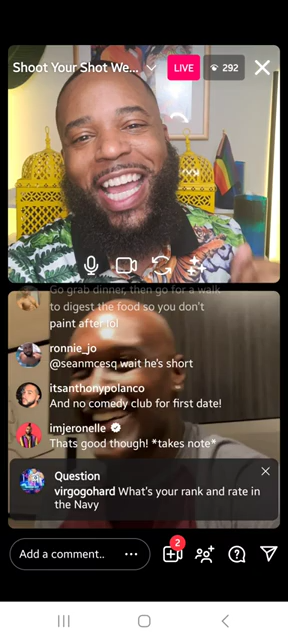 Shoot Your Shot We...
LIVE
292
Go grab dinner, then go for a walk
to digest the food so you don't
paint after lol
ronnie_jo
@seanmcesq wait he's short
itsanthonypolanco
And no comedy club for first date!
imjeronelle
Thats good though! *takes note*
Question
virgogohard What's your rank and rate in
the Navy
2
Add a comment..